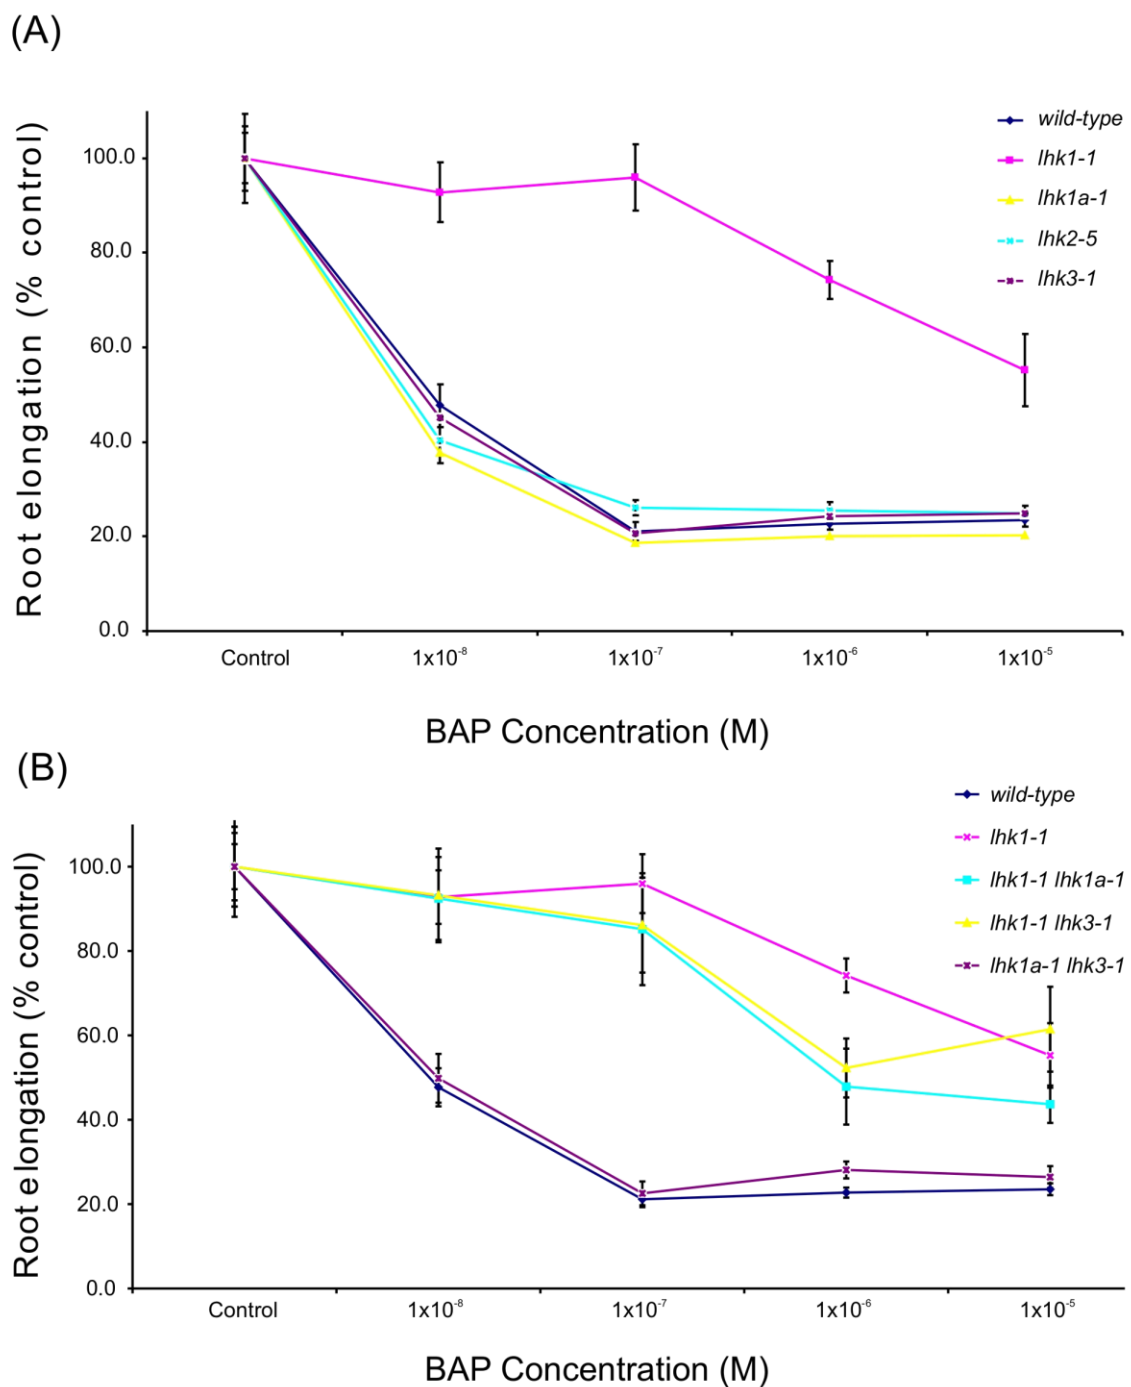 (A)
Root elongation (% control)
100.0
80.0
60.0
40.0
20.0
0.0
wild-type
lhk1-1
lhk1a-1
lhk2-5
lhk3-1
Control
1x10⁻⁸
1x10⁻⁷
1x10⁻⁶
1x10⁻⁵
BAP Concentration (M)
(B)
Root elongation (% control)
100.0
80.0
60.0
40.0
20.0
0.0
wild-type
lhk1-1
lhk1-1 lhk1a-1
lhk1-1 lhk3-1
lhk1a-1 lhk3-1
Control
1x10⁻⁸
1x10⁻⁷
1x10⁻⁶
1x10⁻⁵
BAP Concentration (M)